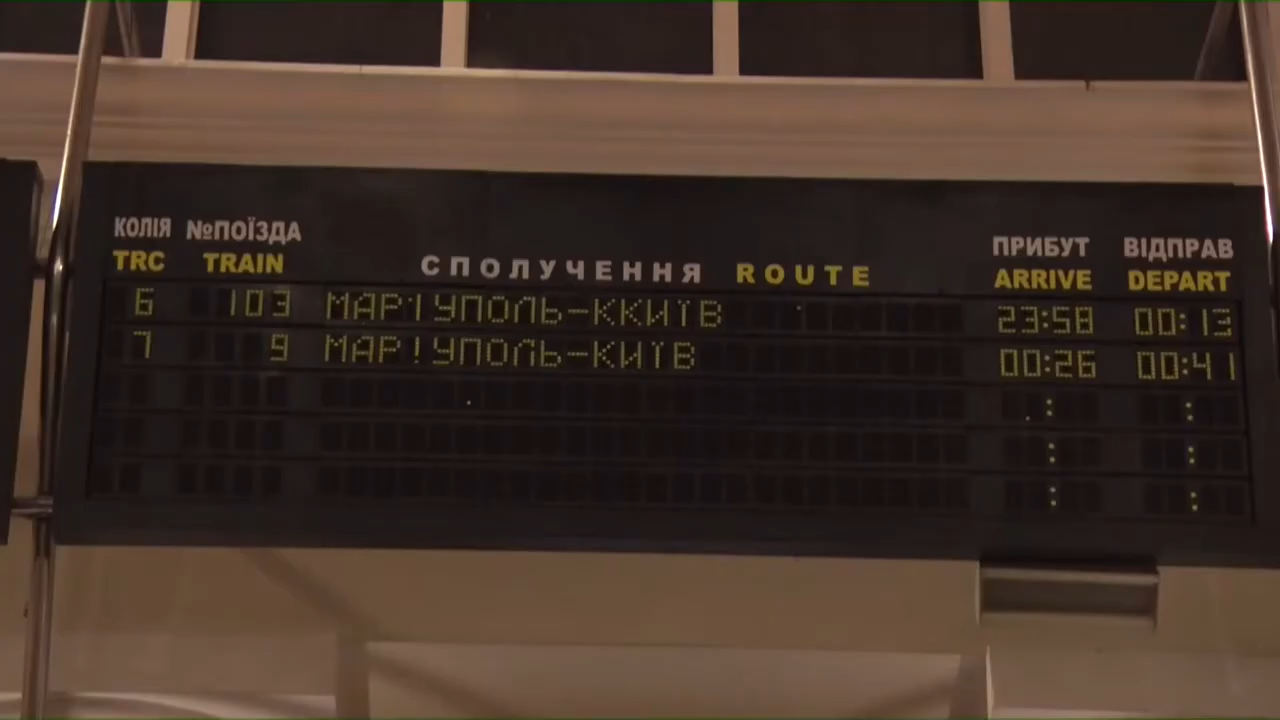 КОЛІЯ №ПОЇЗДА ПРИБУТ ВІДПРАВ
TRC TRAIN СПОЛУЧЕННЯ ROUTE ARRIVE DEPART
6 103 МАР!УПОЛЬ-ККИЇВ 23:58 00:13
7 9 МАР!УПОЛЬ-КИЇВ 00:26 00:41
: :
: :
: :